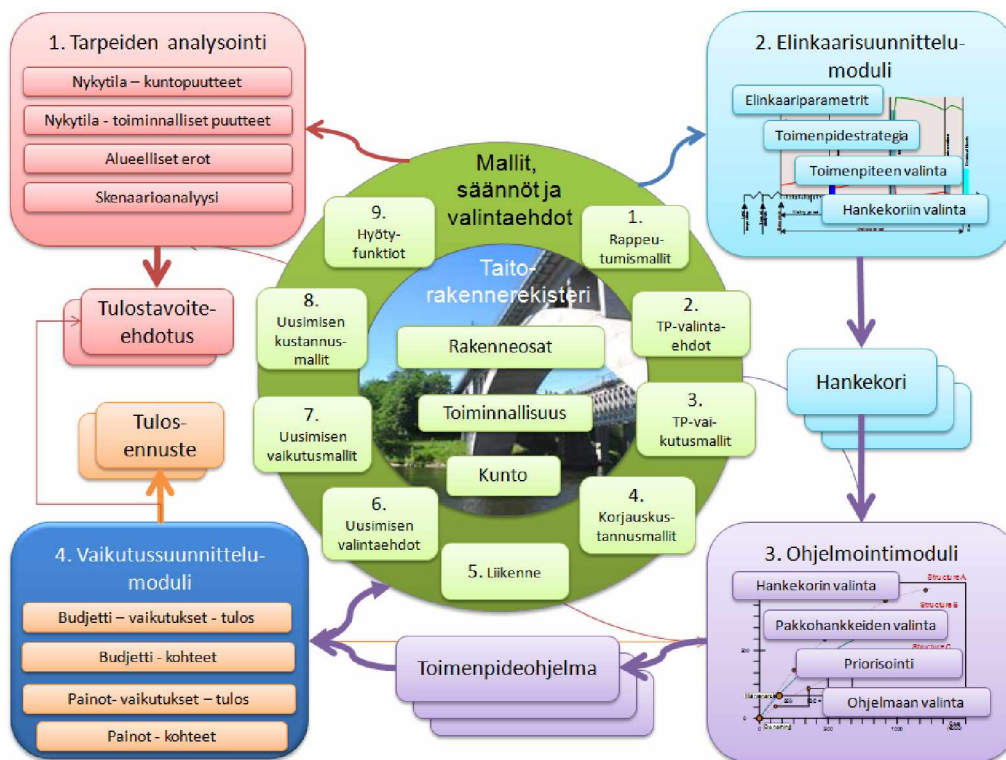 1. Tarpeiden analysointi
Nykytila – kuntopuutteet
Nykytila - toiminnalliset puutteet
Alueelliset erot
Skenaarioanalyysi
Tulostavoite-
ehdotus
Tulos-
ennuste
4. Vaikutussuunnittelu-
moduli
Budjetti – vaikutukset - tulos
Budjetti - kohteet
Painot- vaikutukset – tulos
Painot - kohteet
Mallit,
säännöt ja
valintaehdot
1.
Rappeu-
tumismallit
2.
TP-valinta-
ehdot
3.
TP-vai-
kutusmallit
4.
Korjauskus-
tannusmallit
5. Liikenne
6.
Uusimisen
valintaehdot
7.
Uusimisen
vaikutusmallit
8.
Uusimisen
kustannus-
mallit
9.
Hyöty-
funktiot
Taito-
rakennerekisteri
Rakenneosat
Toiminnallisuus
Kunto
2. Elinkaarisuunnittelu-
moduli
Elinkaariparametrit
Toimenpidestrategia
Toimenpiteen valinta
Hankekoriin valinta
Hankekori
3. Ohjelmointimoduli
Hankekorin valinta
Structure A
Pakkohankkeiden valinta
Priorisointi
Ohjelmaan valinta
Toimenpideohjelma